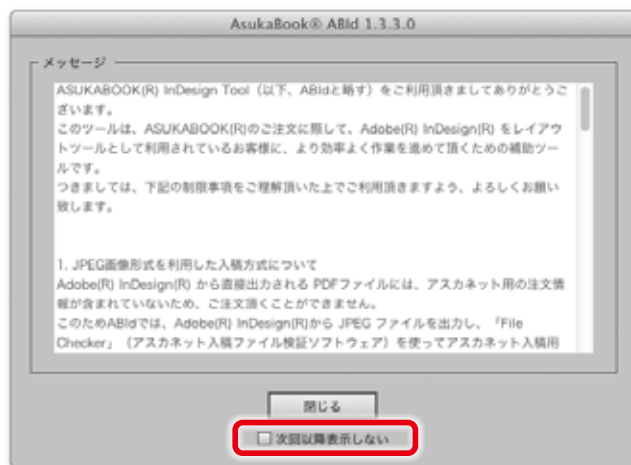 AsukaBook® ABId 1.3.3.0
メッセージ
ASUKABOOK(R) InDesign Tool（以下、ABIdと略す）をご利用頂きましてありがとうご
ざいます。
このツールは、ASUKABOOK(R)のご注文に際して、Adobe(R) InDesign(R) をレイアウ
トツールとして利用されているお客様に、より効率よく作業を進めて頂くための補助ツー
ルです。
つきましては、下記の制限事項をご理解頂いた上でご利用頂きますよう、よろしくお願い
致します。
1. JPEG画像形式を利用した入稿方式について
Adobe(R) InDesign(R) から直接出力される PDFファイルには、アスカネット用の注文情
報が含まれていないため、ご注文頂くことができません。
このためABIdでは、Adobe(R) InDesign(R)から JPEG ファイルを出力し、「File
Checker」（アスカネット入稿ファイル検証ソフトウェア）を使ってアスカネット入稿用
閉じる
次回以降表示しない